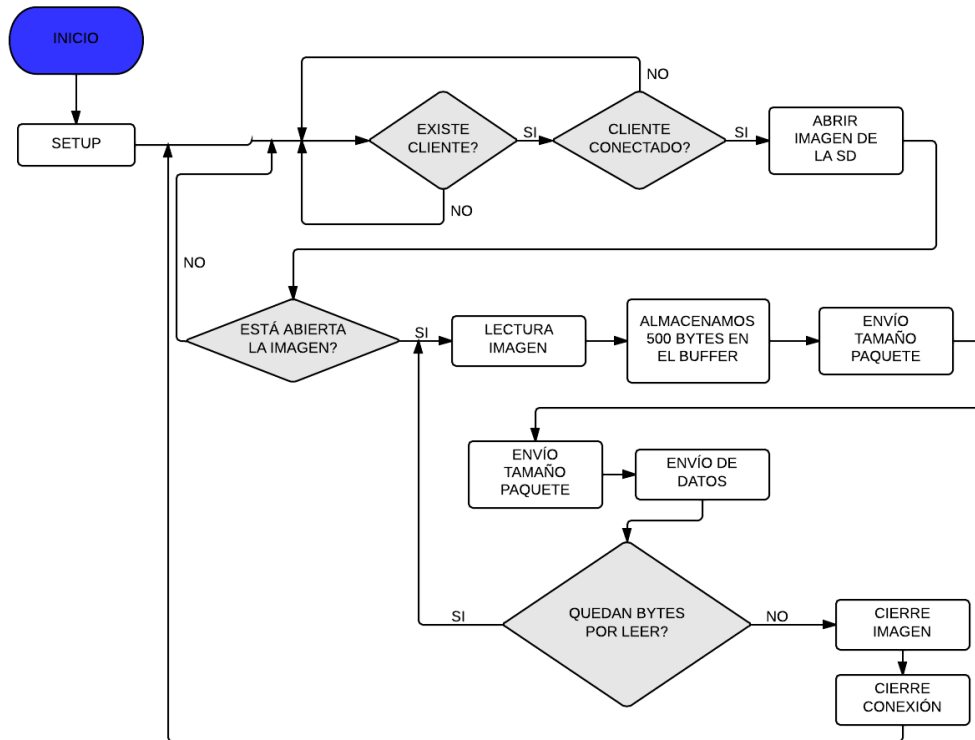 INICIO
SETUP
NO
EXISTE
CLIENTE?
SI
CLIENTE
CONECTADO?
SI
ABRIR
IMAGEN DE
LA SD
NO
NO
ESTÁ ABIERTA
LA IMAGEN?
SI
LECTURA
IMAGEN
ALMACENAMOS
500 BYTES EN
EL BUFFER
ENVÍO
TAMAÑO
PAQUETE
ENVÍO
TAMAÑO
PAQUETE
ENVÍO DE
DATOS
SI
QUEDAN BYTES
POR LEER?
NO
CIERRE
IMAGEN
CIERRE
CONEXIÓN